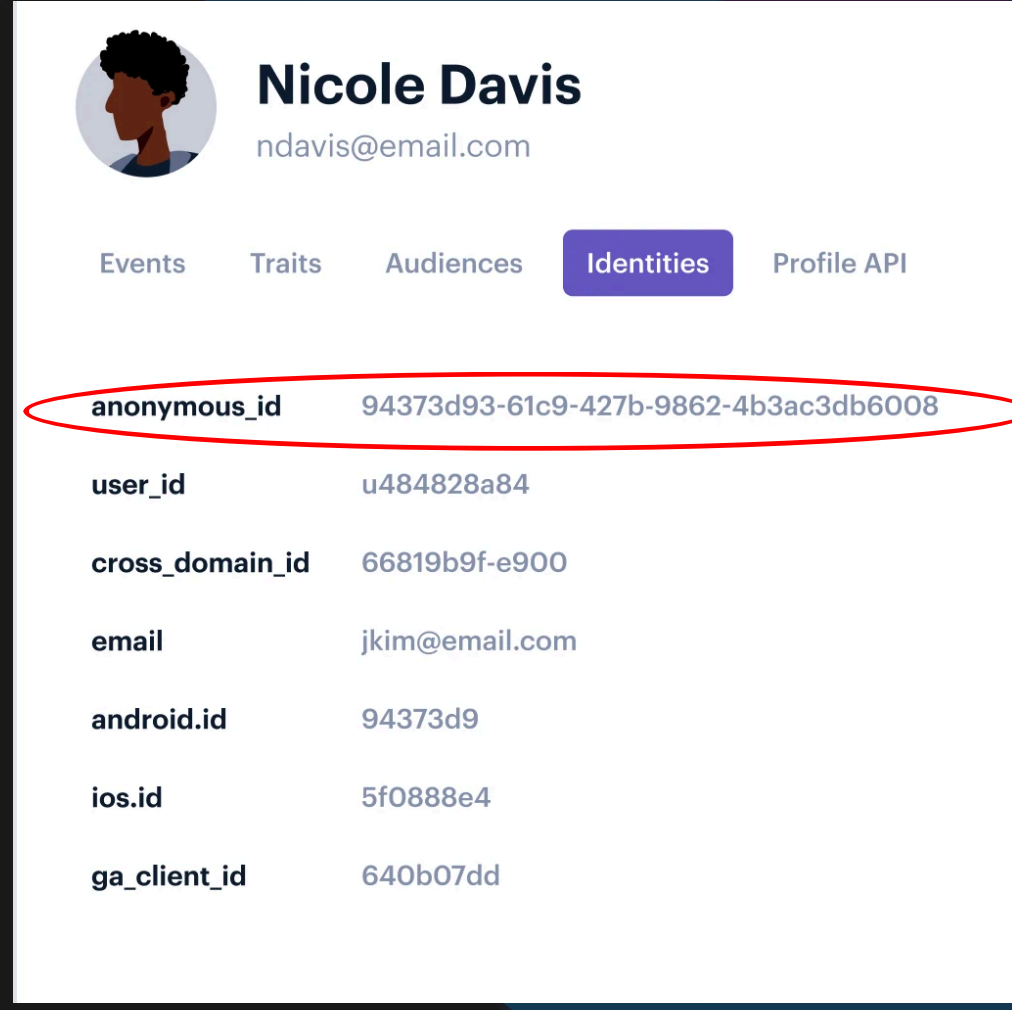 Nicole Davis
ndavis@email.com
Events Traits Audiences Identities Profile API
anonymous_id 94373d93-61c9-427b-9862-4b3ac3db6008
user_id u484828a84
cross_domain_id 66819b9f-e900
email jkim@email.com
android.id 94373d9
ios.id 5f0888e4
ga_client_id 640b07dd